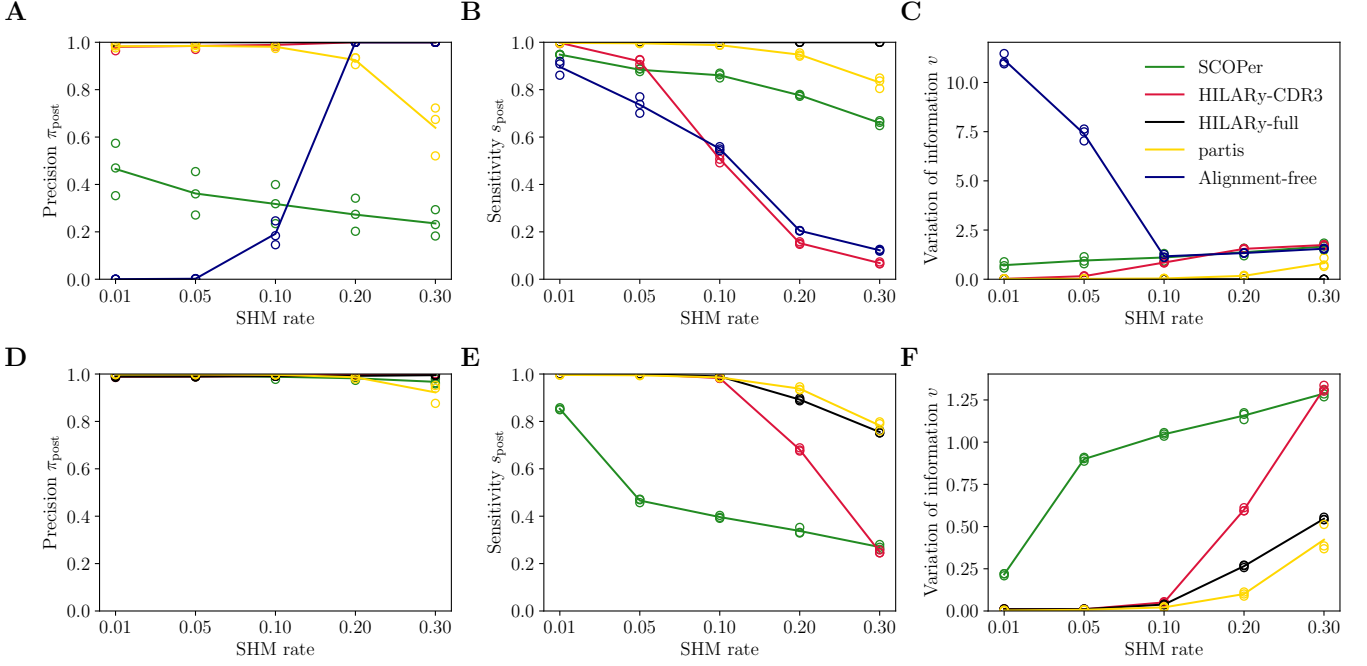 A
Precision π_post
1.0
0.8
0.6
0.4
0.2
0.0
0.01 0.05 0.10 0.20 0.30
SHM rate
B
Sensitivity s_post
1.0
0.8
0.6
0.4
0.2
0.0
0.01 0.05 0.10 0.20 0.30
SHM rate
C
Variation of information v
10.0
7.5
5.0
2.5
0.0
SCOPer
HILARy-CDR3
HILARy-full
partis
Alignment-free
0.01 0.05 0.10 0.20 0.30
SHM rate
D
Precision π_post
1.0
0.8
0.6
0.4
0.2
0.0
0.01 0.05 0.10 0.20 0.30
SHM rate
E
Sensitivity s_post
1.0
0.8
0.6
0.4
0.2
0.0
0.01 0.05 0.10 0.20 0.30
SHM rate
F
Variation of information v
1.25
1.00
0.75
0.50
0.25
0.00
0.01 0.05 0.10 0.20 0.30
SHM rate